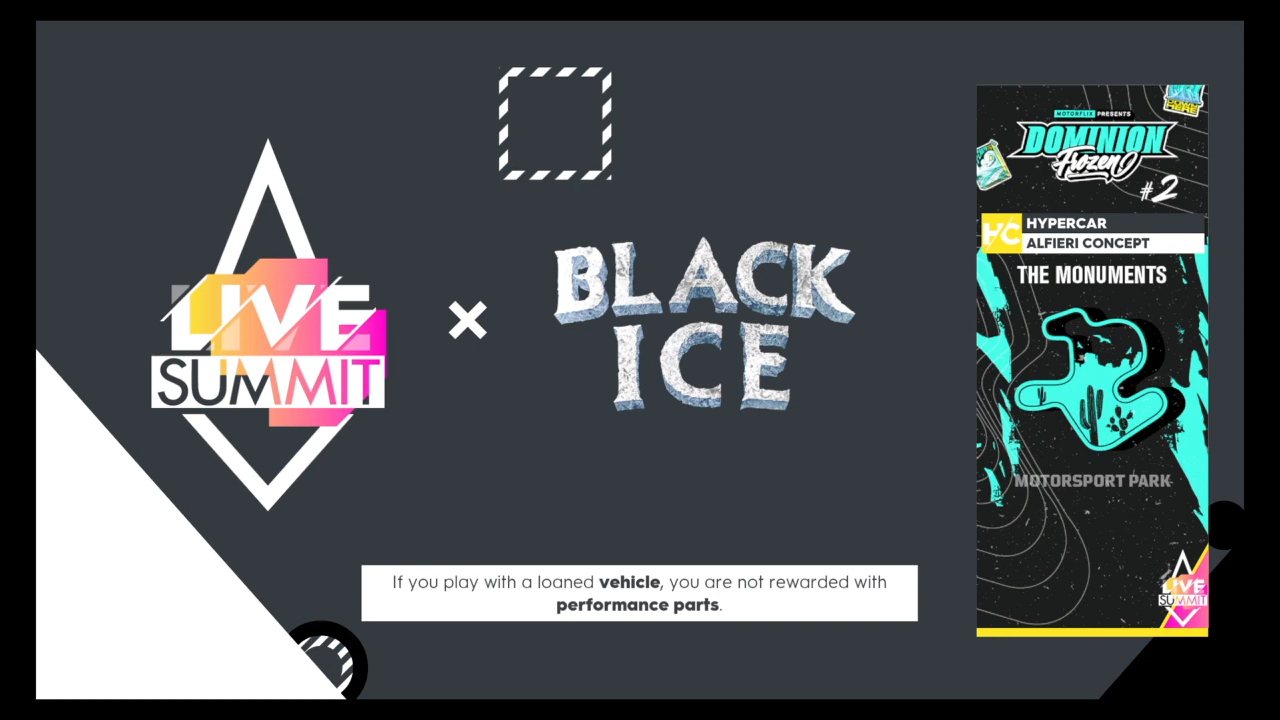 LIVE
SUMMIT
×
BLACK
ICE
If you play with a loaned vehicle, you are not rewarded with
performance parts.
MOTORFLIX PRESENTS
DOMINION
Frozen
#2
HC
HYPERCAR
ALFIERI CONCEPT
THE MONUMENTS
MOTORSPORT PARK
LIVE
SUMMIT